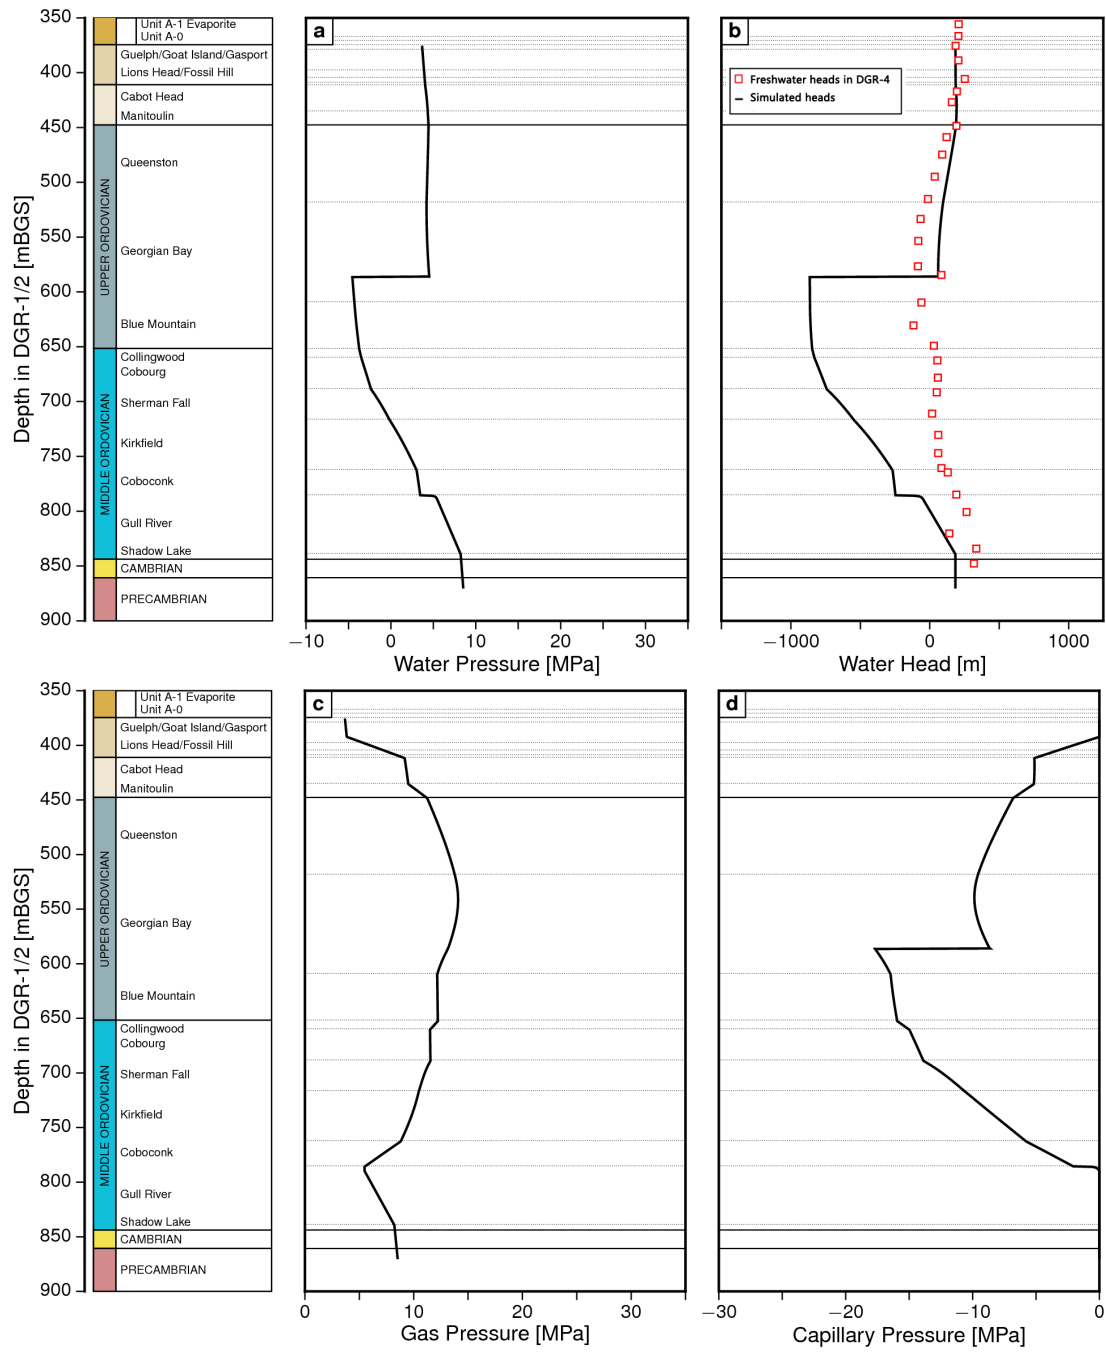 a
b
350
400
450
500
550
600
650
700
750
800
850
900
Depth in DGR-1/2 [mBGS]
Unit A-1 Evaporite
Unit A-0
Guelph/Goat Island/Gasport
Lions Head/Fossil Hill
Cabot Head
Manitoulin
UPPER ORDOVICIAN
Queenston
Georgian Bay
Blue Mountain
MIDDLE ORDOVICIAN
Collingwood
Cobourg
Sherman Fall
Kirkfield
Coboconk
Gull River
Shadow Lake
CAMBRIAN
PRECAMBRIAN
Freshwater heads in DGR-4
Simulated heads
−10 0 10 20 30
Water Pressure [MPa]
−1000 0 1000
Water Head [m]
c
d
350
400
450
500
550
600
650
700
750
800
850
900
Depth in DGR-1/2 [mBGS]
Unit A-1 Evaporite
Unit A-0
Guelph/Goat Island/Gasport
Lions Head/Fossil Hill
Cabot Head
Manitoulin
UPPER ORDOVICIAN
Queenston
Georgian Bay
Blue Mountain
MIDDLE ORDOVICIAN
Collingwood
Cobourg
Sherman Fall
Kirkfield
Coboconk
Gull River
Shadow Lake
CAMBRIAN
PRECAMBRIAN
0 10 20 30
Gas Pressure [MPa]
−30 −20 −10 0
Capillary Pressure [MPa]